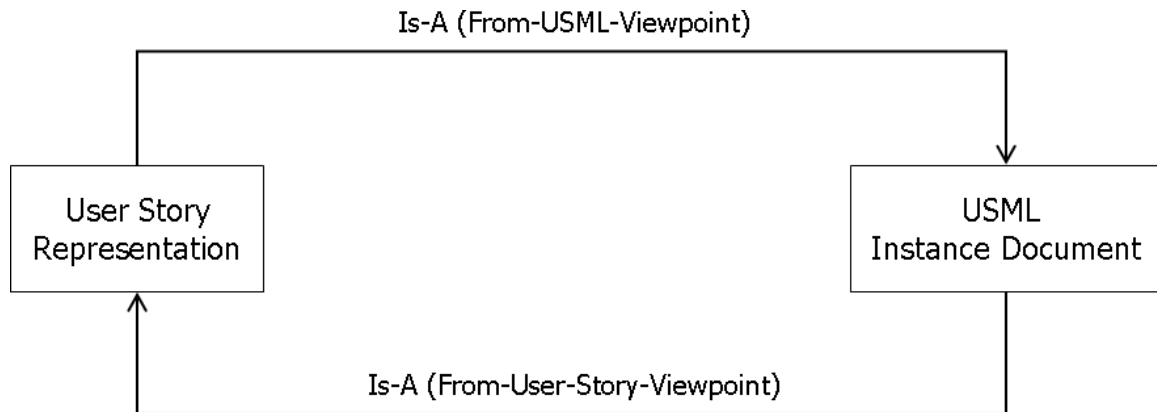 Is-A (From-USML-Viewpoint)
User Story
Representation
USML
Instance Document
Is-A (From-User-Story-Viewpoint)